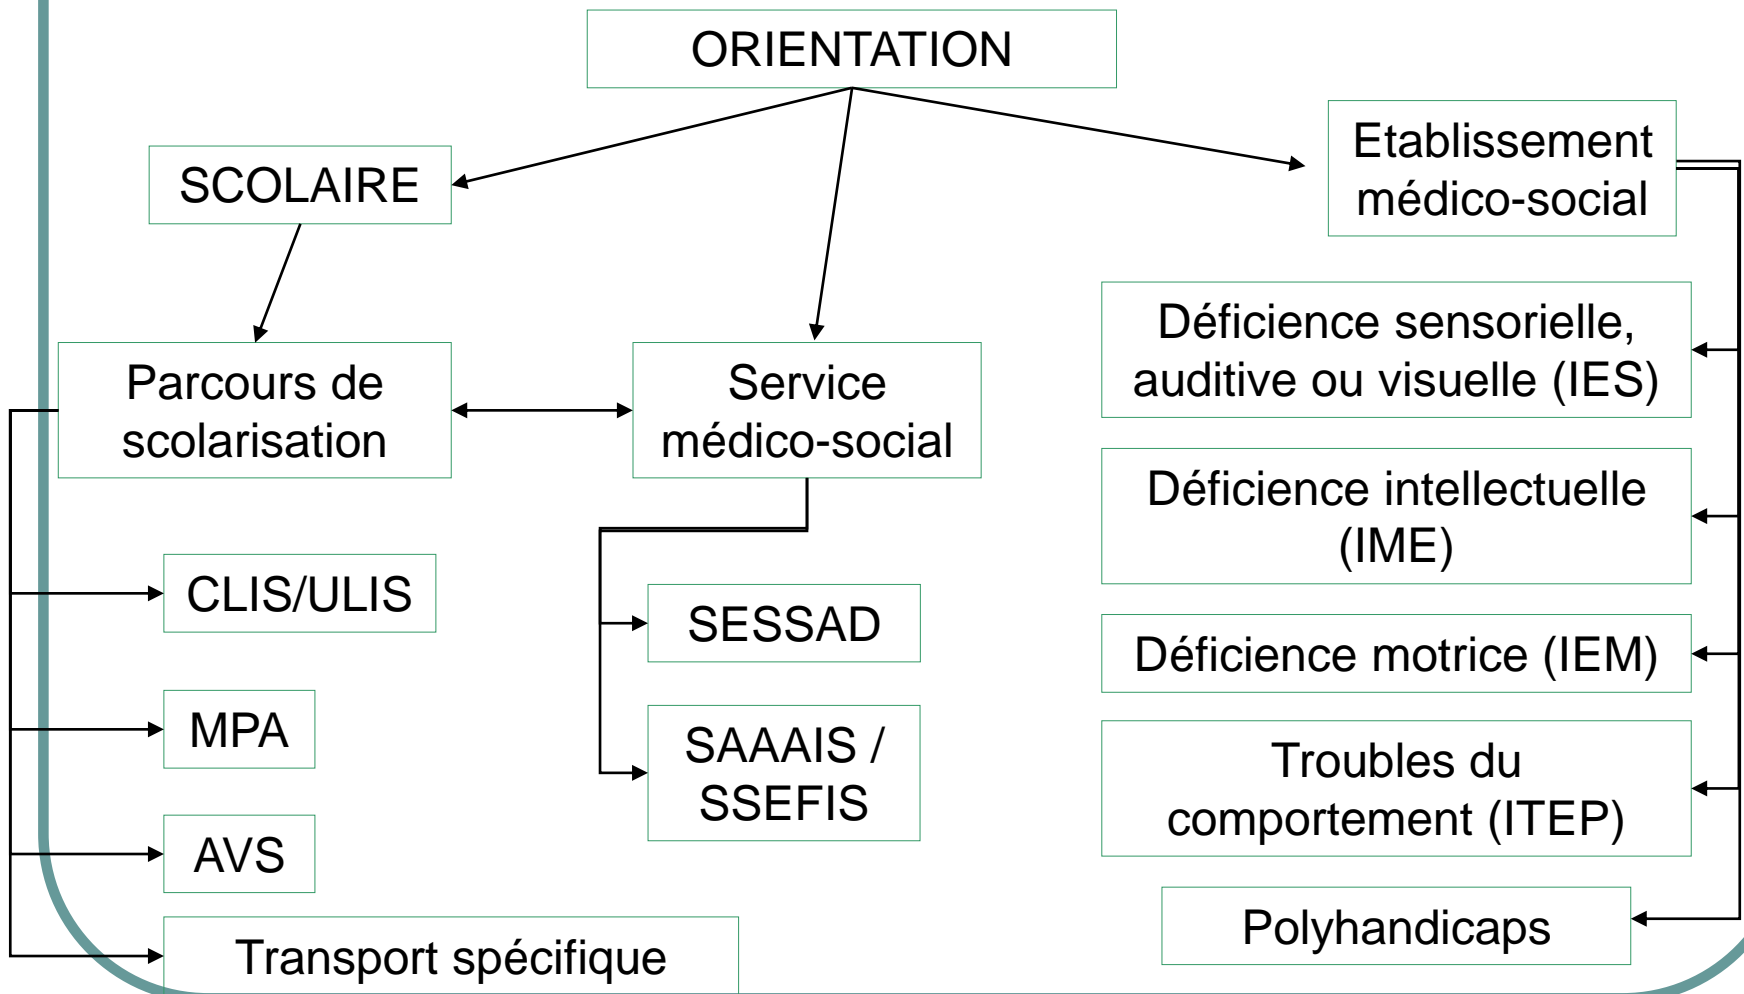 ORIENTATION
SCOLAIRE
Etablissement
médico-social
Parcours de
scolarisation
Service
médico-social
Déficience sensorielle,
auditive ou visuelle (IES)
Déficience intellectuelle
(IME)
Déficience motrice (IEM)
Troubles du
comportement (ITEP)
Polyhandicaps
CLIS/ULIS
MPA
AVS
Transport spécifique
SESSAD
SAAAIS /
SSEFIS